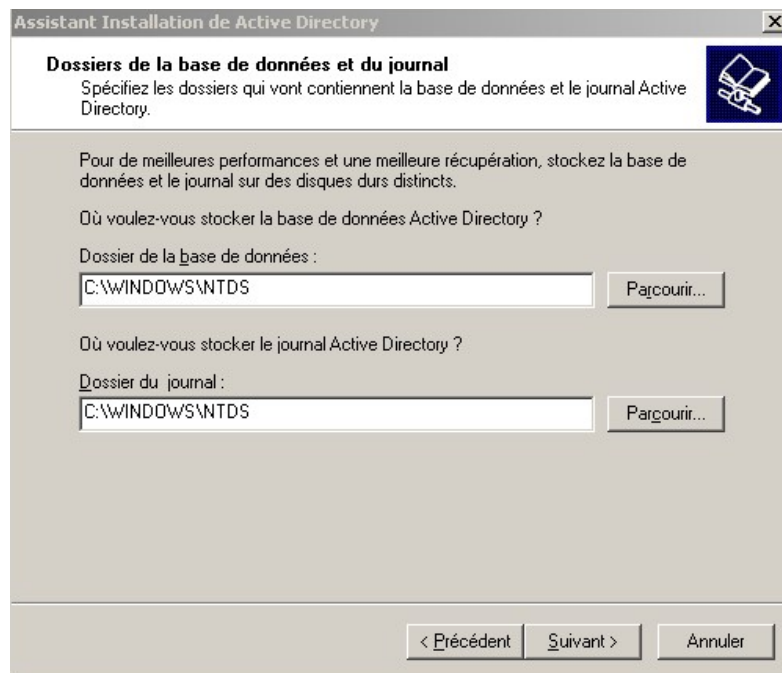 Assistant Installation de Active Directory
Dossiers de la base de données et du journal
Spécifiez les dossiers qui vont contiennent la base de données et le journal Active
Directory.
Pour de meilleures performances et une meilleure récupération, stockez la base de
données et le journal sur des disques durs distincts.
Où voulez-vous stocker la base de données Active Directory ?
Dossier de la base de données :
C:\WINDOWS\NTDS
Parcourir...
Où voulez-vous stocker le journal Active Directory ?
Dossier du journal :
C:\WINDOWS\NTDS
Parcourir...
< Précédent Suivant > Annuler